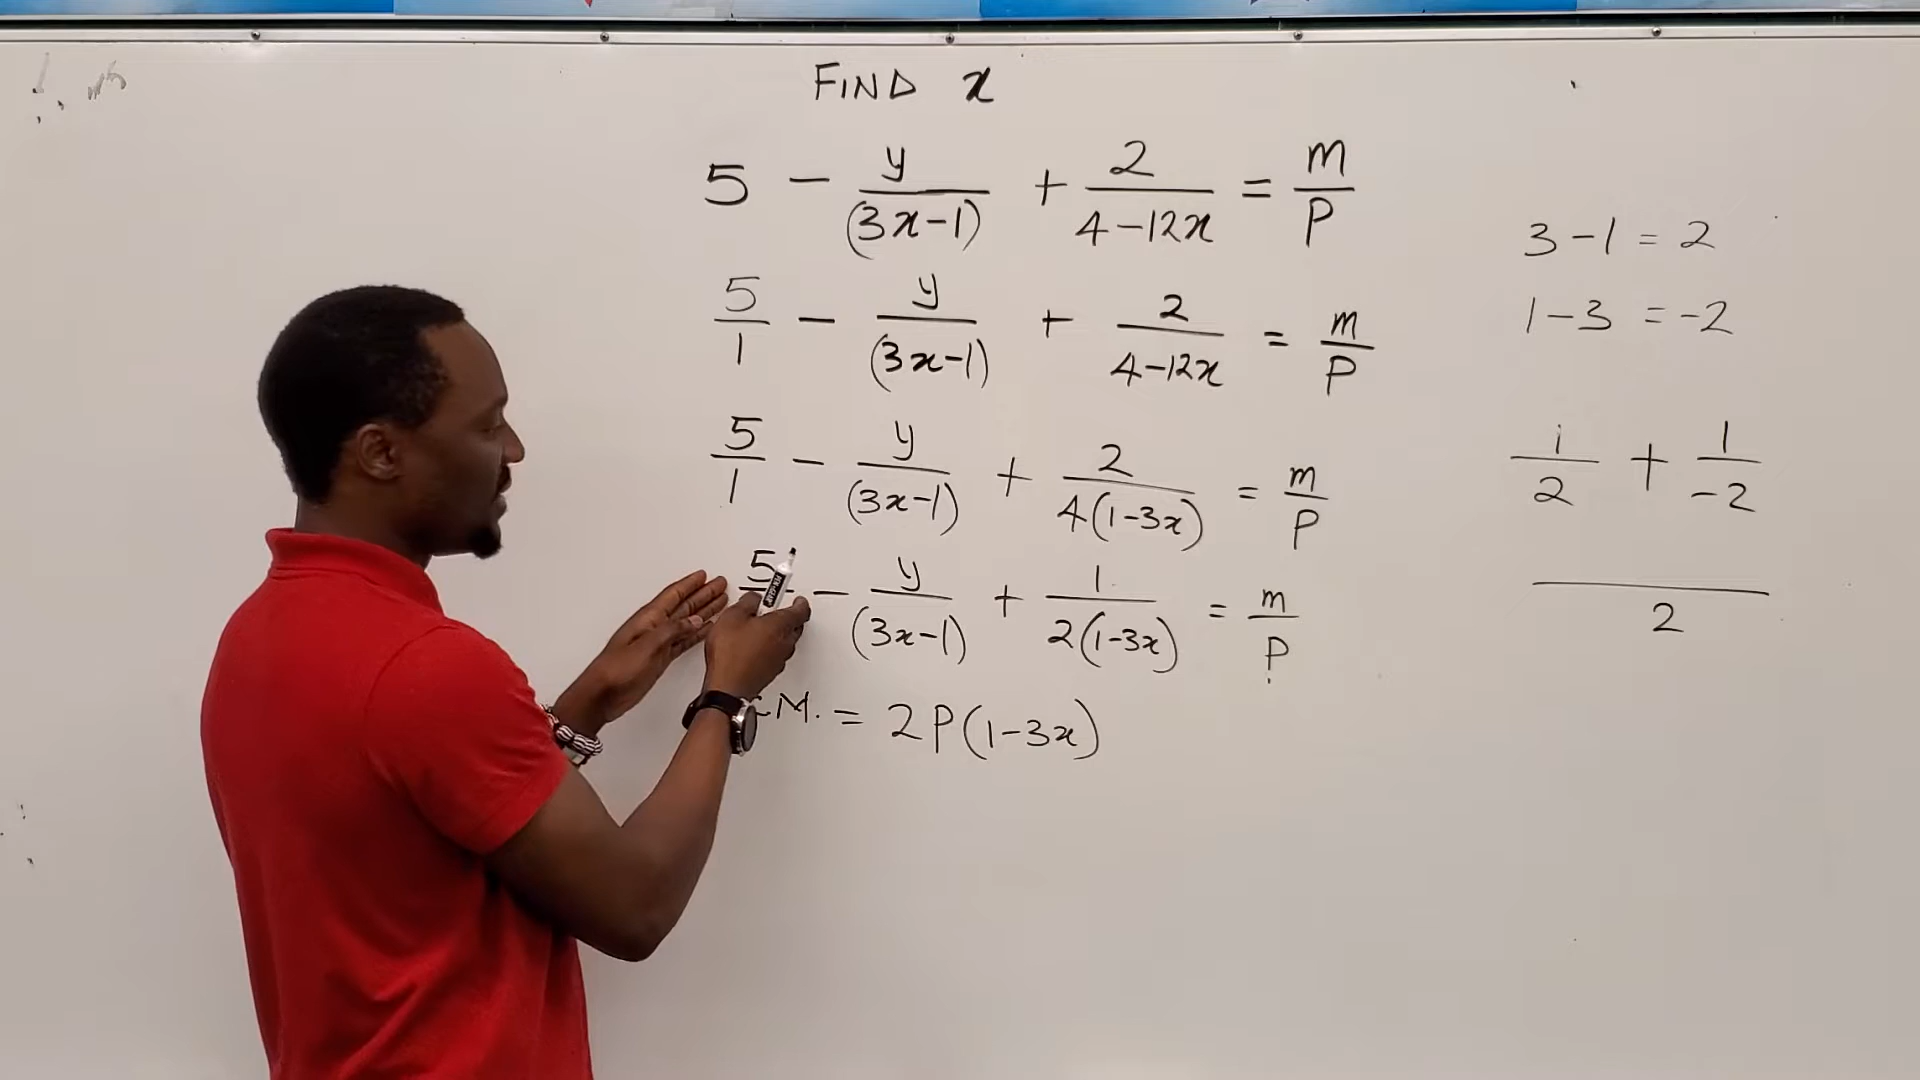 FIND x
5 - y/(3x-1) + 2/(4-12x) = m/P
5/1 - y/(3x-1) + 2/(4-12x) = m/P
5/1 - y/(3x-1) + 2/(4(1-3x)) = m/P
5 - y/(3x-1) + 1/(2(1-3x)) = m/P
C.M. = 2P(1-3x)
3-1 = 2
1-3 = -2
1/2 + 1/-2
2